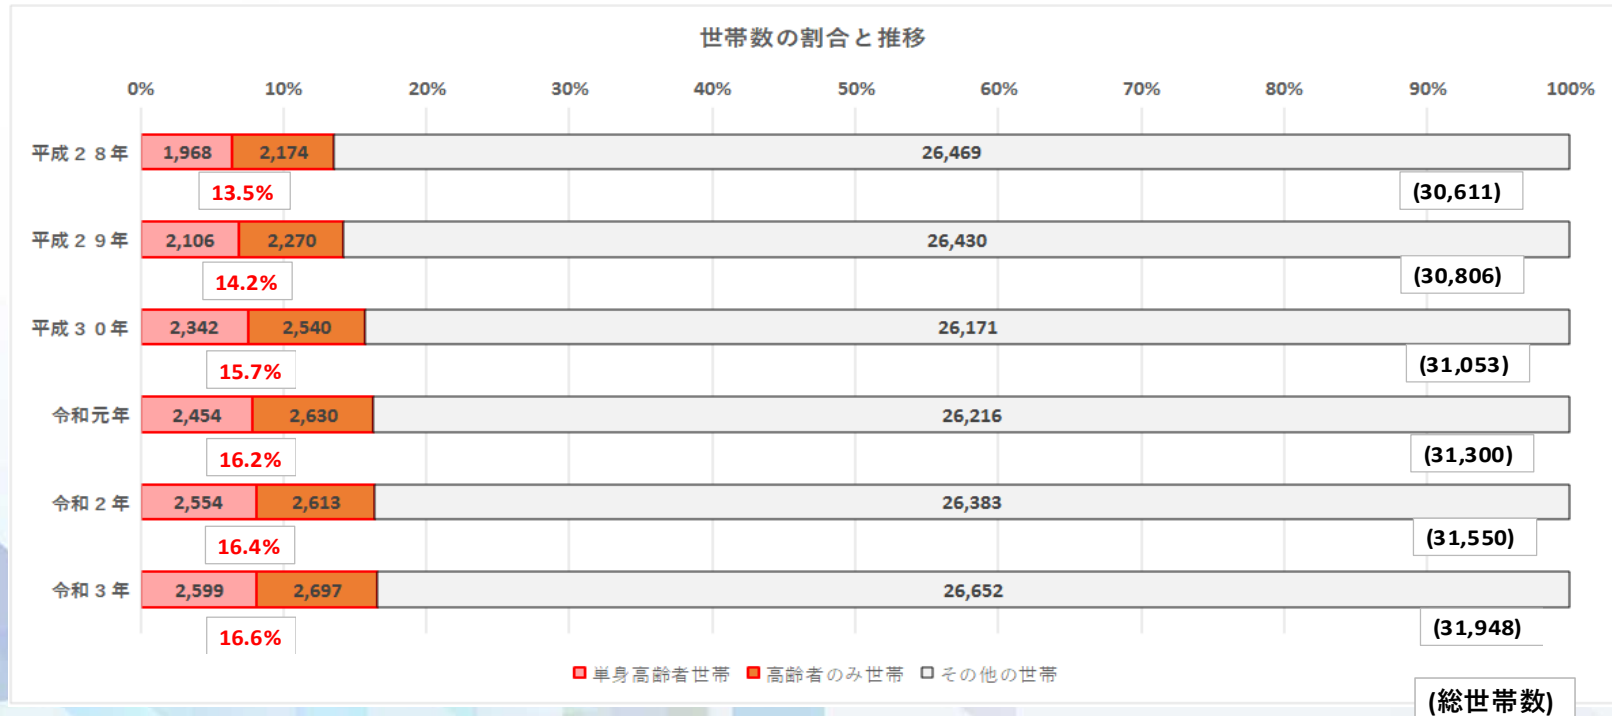 世帯数の割合と推移
0% 10% 20% 30% 40% 50% 60% 70% 80% 90% 100%
平成２８年 1,968 2,174 26,469
13.5% (30,611)
平成２９年 2,106 2,270 26,430
14.2% (30,806)
平成３０年 2,342 2,540 26,171
15.7% (31,053)
令和元年 2,454 2,630 26,216
16.2% (31,300)
令和２年 2,554 2,613 26,383
16.4% (31,550)
令和３年 2,599 2,697 26,652
16.6% (31,948)
単身高齢者世帯 高齢者のみ世帯 その他の世帯
(総世帯数)